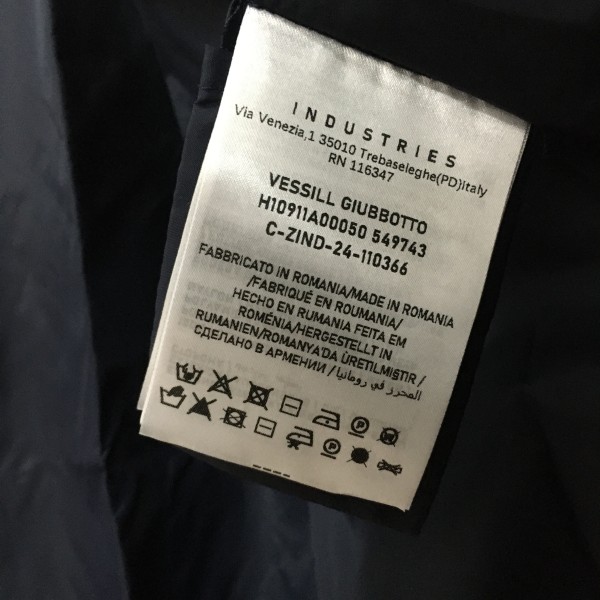 INDUSTRIES
Via Venezia,1 35010 Trebaseleghe(PD)Italy
RN 116347
VESSILL GIUBBOTTO
H10911A00050 549743
C-ZIND-24-110366
FABBRICATO IN ROMANIA/MADE IN ROMANIA
/FABRIQUÉ EN ROUMANIA/
HECHO EN RUMANIA FEITA EM
ROMÉNIA/HERGESTELLT IN
RUMANIEN/ROMANYA'DA ÜRETILMISTIR /
СДЕЛАНО В АРМЕНИИ / المحرز في رومانيا